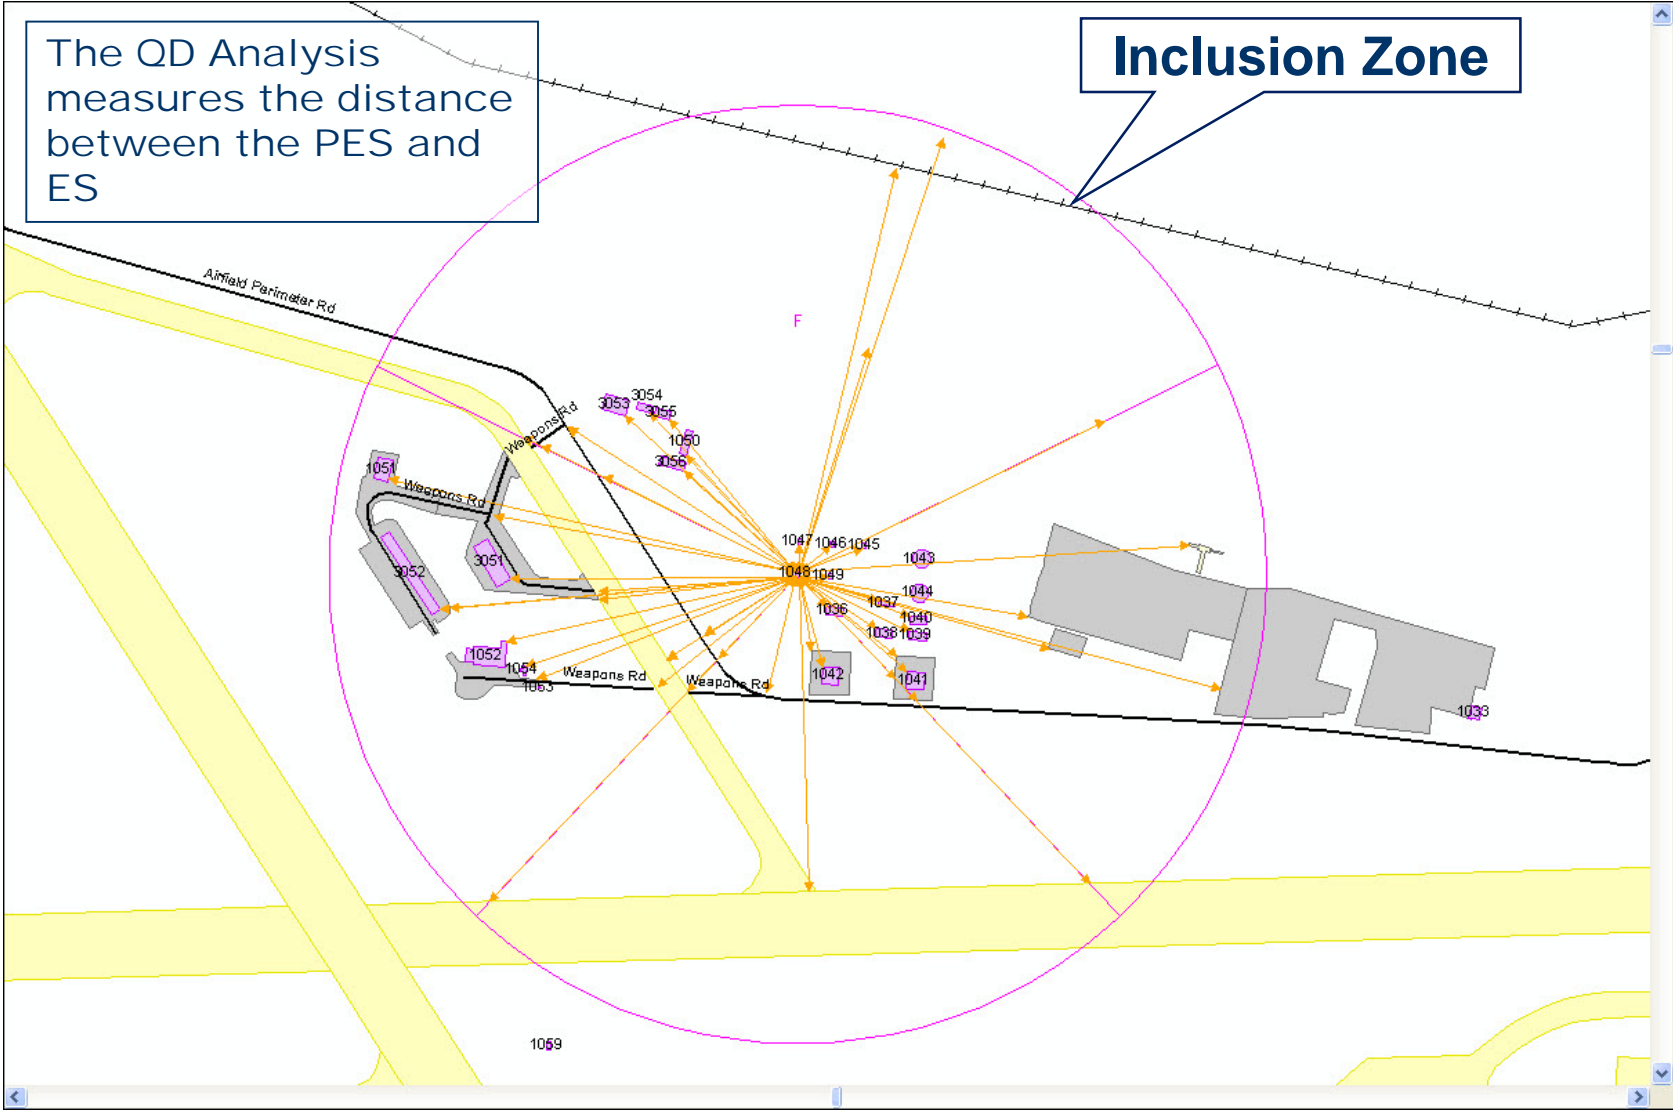 The QD Analysis
measures the distance
between the PES and
ES
Inclusion Zone
Airfield Perimeter Rd
F
3054
3053
3055
Weapons Rd
1050
3056
1051
Weapons Rd
1047
1046
1045
3051
1043
3052
1048
1049
1044
1037
1036
1040
1038
1039
1052
1054
Weapons Rd
1053
Weapons Rd
1042
1041
1033
1059